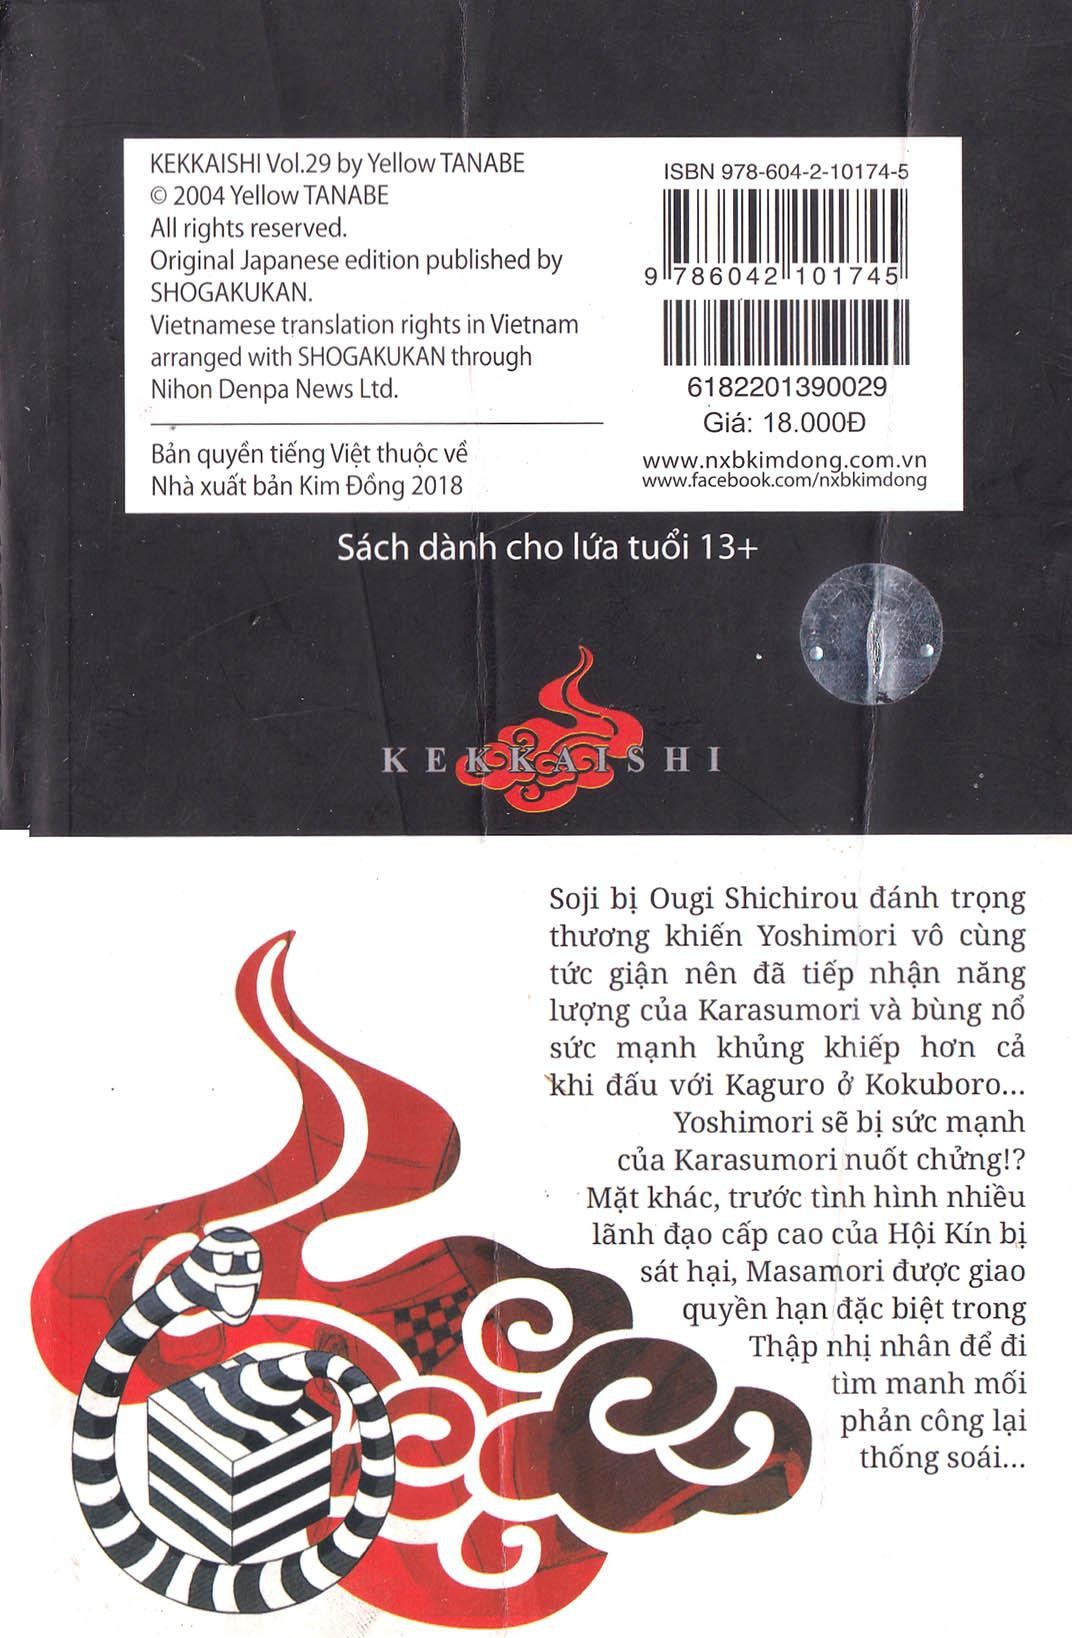 KEKKAISHI Vol.29 by Yellow TANABE
© 2004 Yellow TANABE
All rights reserved.
Original Japanese edition published by
SHOGAKUKAN.
Vietnamese translation rights in Vietnam
arranged with SHOGAKUKAN through
Nihon Denpa News Ltd.
Bản quyền tiếng Việt thuộc về
Nhà xuất bản Kim Đồng 2018
ISBN 978-604-2-10174-5
9 786042 101745
6182201390029
Giá: 18.000Đ
www.nxbkimdong.com.vn
www.facebook.com/nxbkimdong
Sách dành cho lứa tuổi 13+
KEKKAISHI
Soji bị Ougi Shichirou đánh trọng
thương khiến Yoshimori vô cùng
tức giận nên đã tiếp nhận năng
lượng của Karasumori và bùng nổ
sức mạnh khủng khiếp hơn cả
khi đấu với Kaguro ở Kokuboro...
Yoshimori sẽ bị sức mạnh
của Karasumori nuốt chửng!?
Mặt khác, trước tình hình nhiều
lãnh đạo cấp cao của Hội Kín bị
sát hại, Masamori được giao
quyền hạn đặc biệt trong
Thập nhị nhân để đi
tìm manh mối
phản công lại
thống soái...